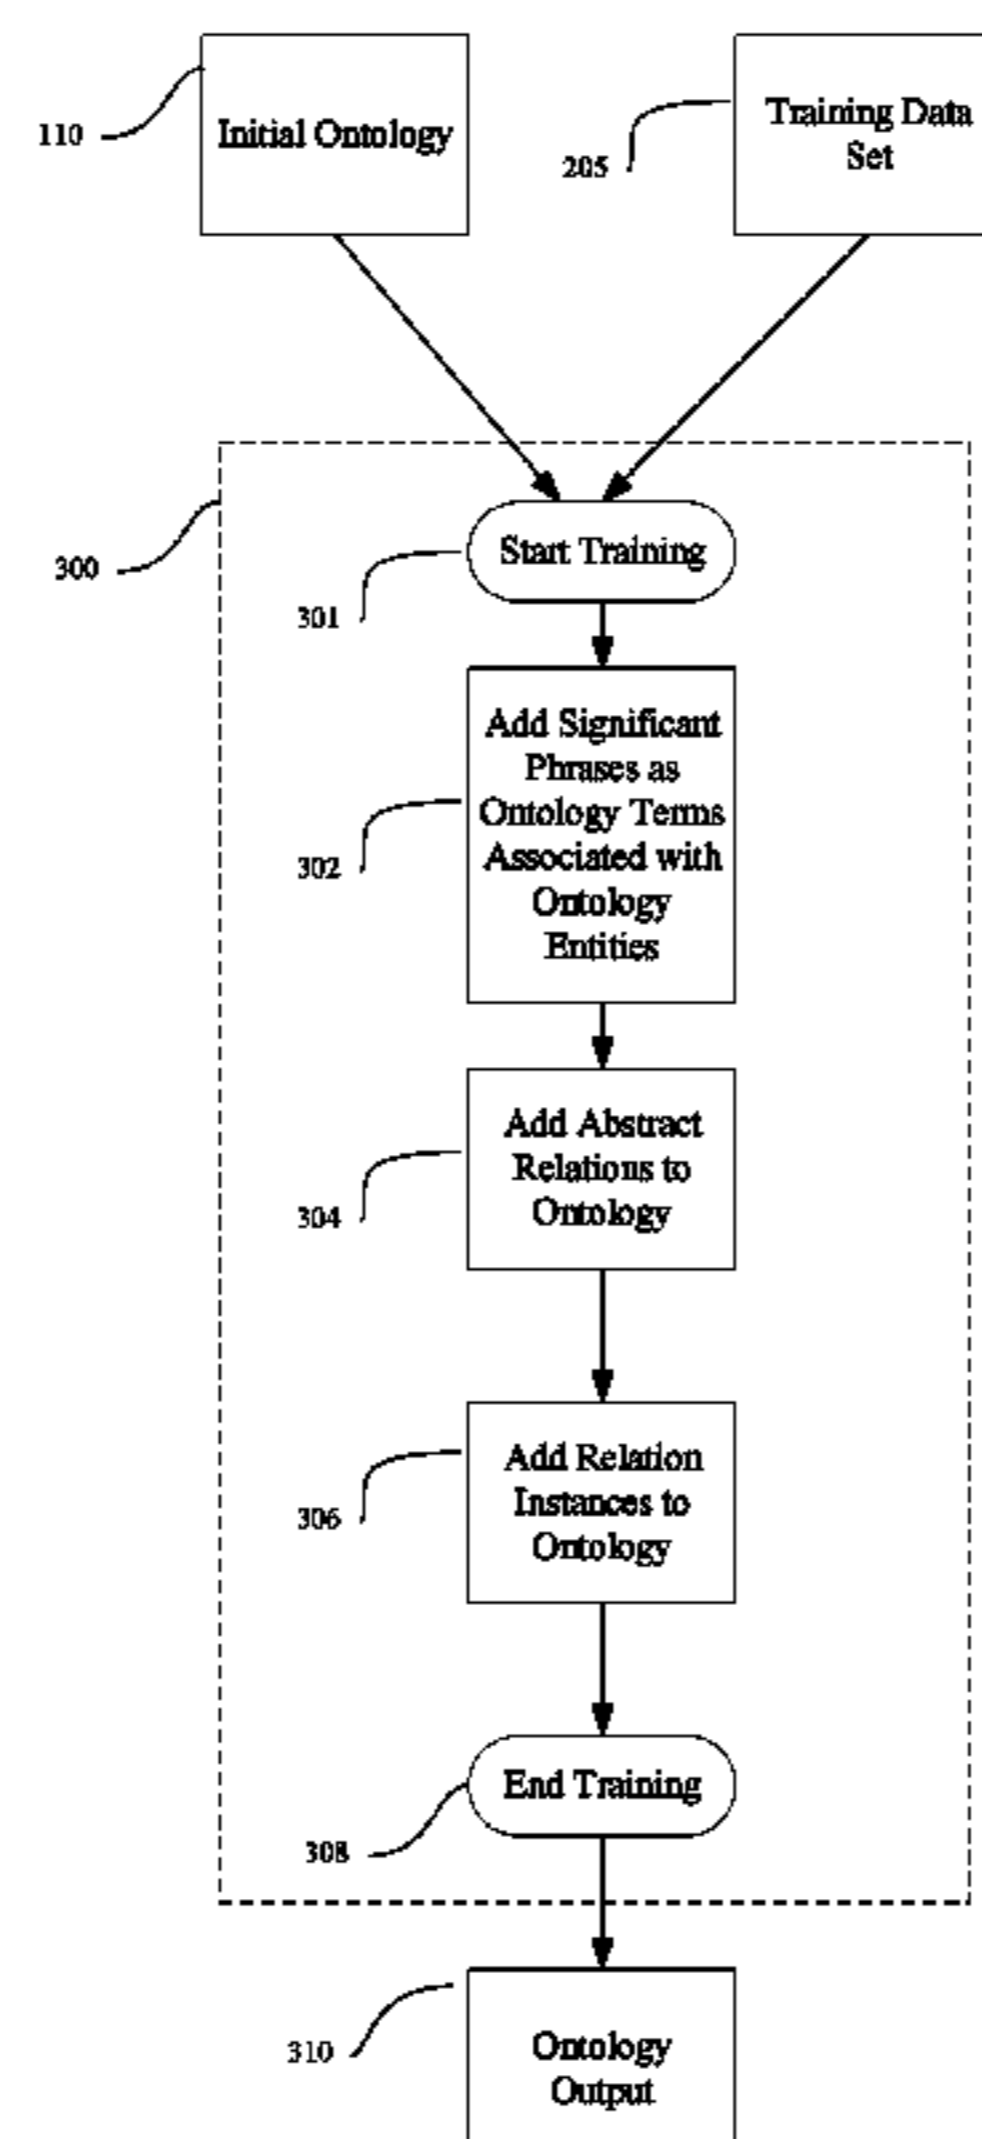 110
Initial Ontology
205
Training Data
Set
300
301
Start Training
302
Add Significant
Phrases as
Ontology Terms
Associated with
Ontology
Entities
304
Add Abstract
Relations to
Ontology
306
Add Relation
Instances to
Ontology
308
End Training
310
Ontology
Output